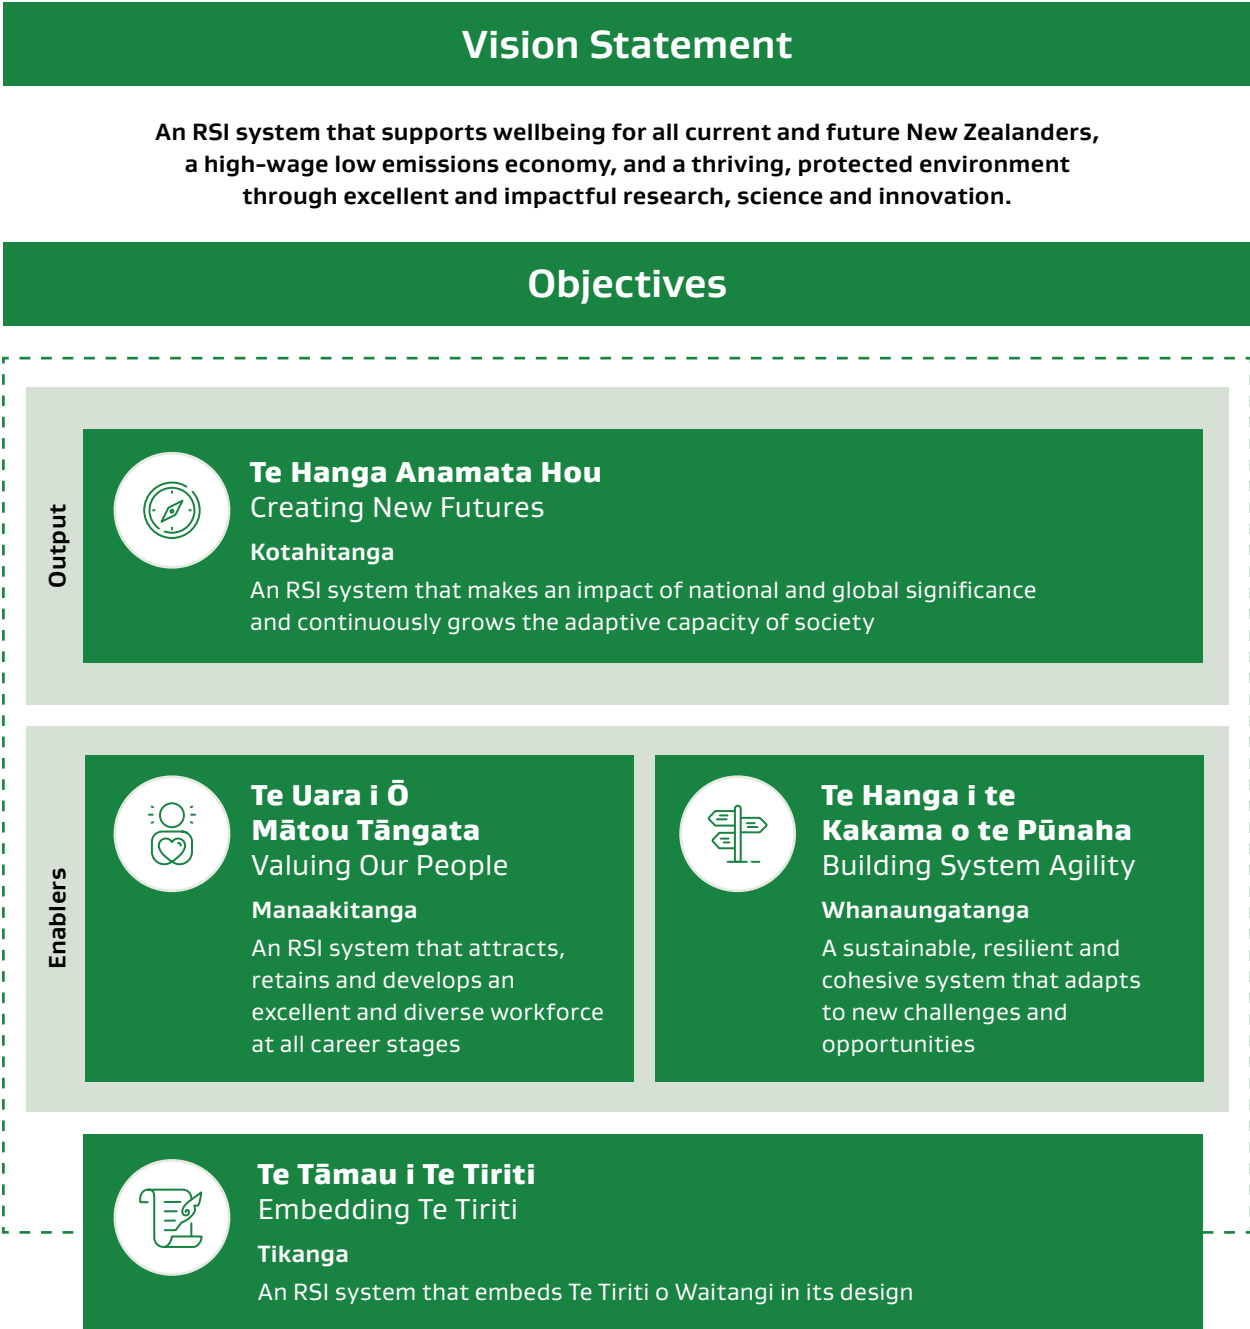 Vision Statement
An RSI system that supports wellbeing for all current and future New Zealanders,
a high-wage low emissions economy, and a thriving, protected environment
through excellent and impactful research, science and innovation.
Objectives
Output
Te Hanga Anamata Hou
Creating New Futures
Kotahitanga
An RSI system that makes an impact of national and global significance
and continuously grows the adaptive capacity of society
Enablers
Te Uara i Ō
Mātou Tāngata
Valuing Our People
Manaakitanga
An RSI system that attracts,
retains and develops an
excellent and diverse workforce
at all career stages
Te Hanga i te
Kakama o te Pūnaha
Building System Agility
Whanaungatanga
A sustainable, resilient and
cohesive system that adapts
to new challenges and
opportunities
Te Tāmau i Te Tiriti
Embedding Te Tiriti
Tikanga
An RSI system that embeds Te Tiriti o Waitangi in its design